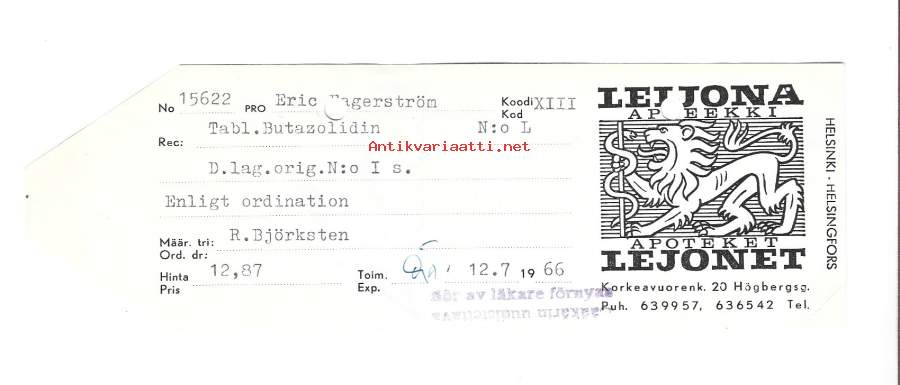 No 15622 PRO Eric Fagerström Koodi Kod XIII
Tabl.Butazolidin N:o L
Rec:
Antikvariaatti.net
D.lag.orig.N:o I s.
Enligt ordination
Määr. tri: R.Björksten
Ord. dr:
Hinta 12,87 Toim. 12.7 1966
Pris Exp.
Bör av läkare förnyas
LEIJONA
APTEEKKI
APOTEKET
LEJONET
Korkeavuorenk. 20 Högbergsg.
Puh. 639957, 636542 Tel.
HELSINKI · HELSINGFORS